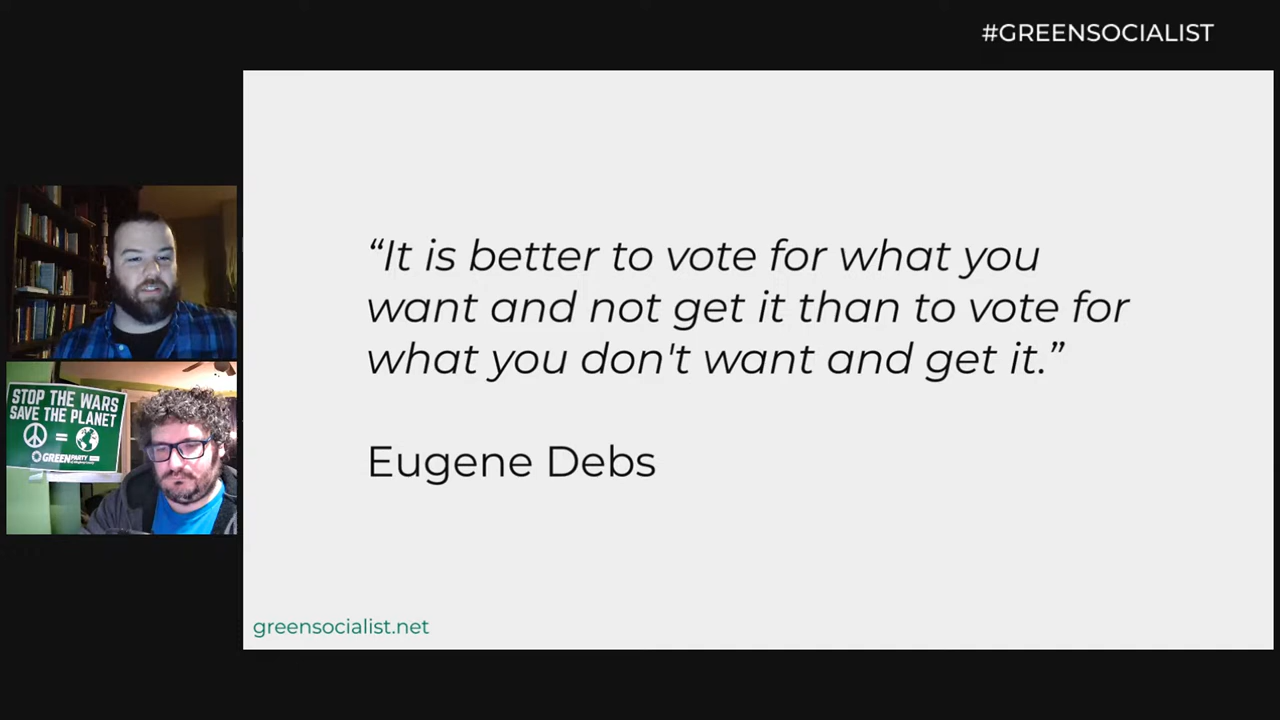 #GREENSOCIALIST
“It is better to vote for what you
want and not get it than to vote for
what you don't want and get it.”
Eugene Debs
STOP THE WARS
SAVE THE PLANET
=
GREENPARTY
greensocialist.net